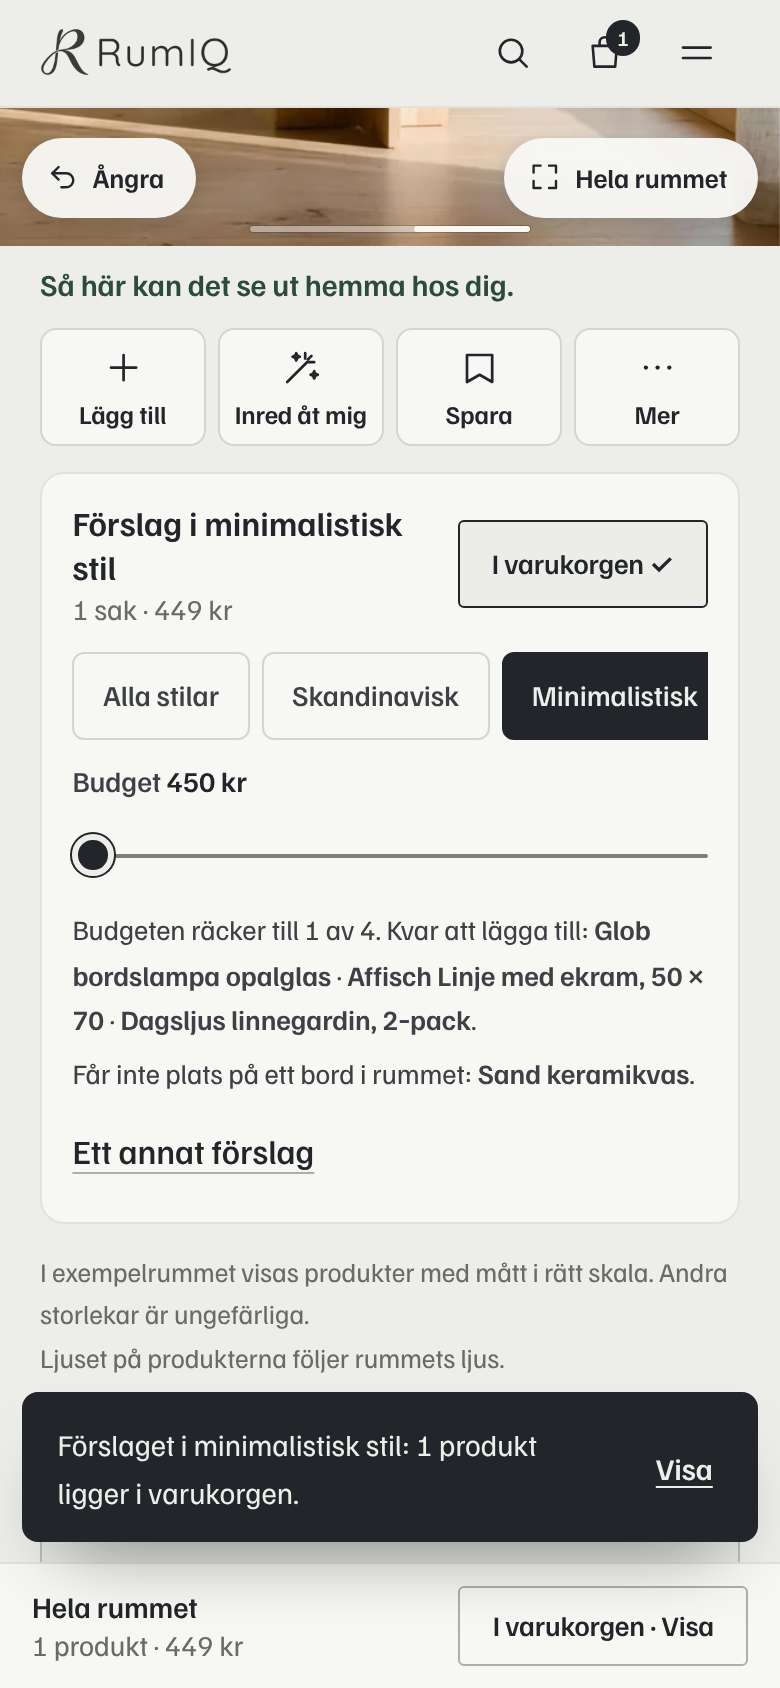 RumIQ
1
Ångra
Hela rummet
Så här kan det se ut hemma hos dig.
Lägg till
Inred åt mig
Spara
Mer
Förslag i minimalistisk
stil
1 sak · 449 kr
I varukorgen ✓
Alla stilar
Skandinavisk
Minimalistisk
Budget 450 kr
Budgeten räcker till 1 av 4. Kvar att lägga till: Glob
bordslampa opalglas · Affisch Linje med ekram, 50 ×
70 · Dagsljus linnegardin, 2-pack.
Får inte plats på ett bord i rummet: Sand keramikvas.
Ett annat förslag
I exempelrummet visas produkter med mått i rätt skala. Andra
storlekar är ungefärliga.
Ljuset på produkterna följer rummets ljus.
Förslaget i minimalistisk stil: 1 produkt
ligger i varukorgen.
Visa
Hela rummet
1 produkt · 449 kr
I varukorgen · Visa